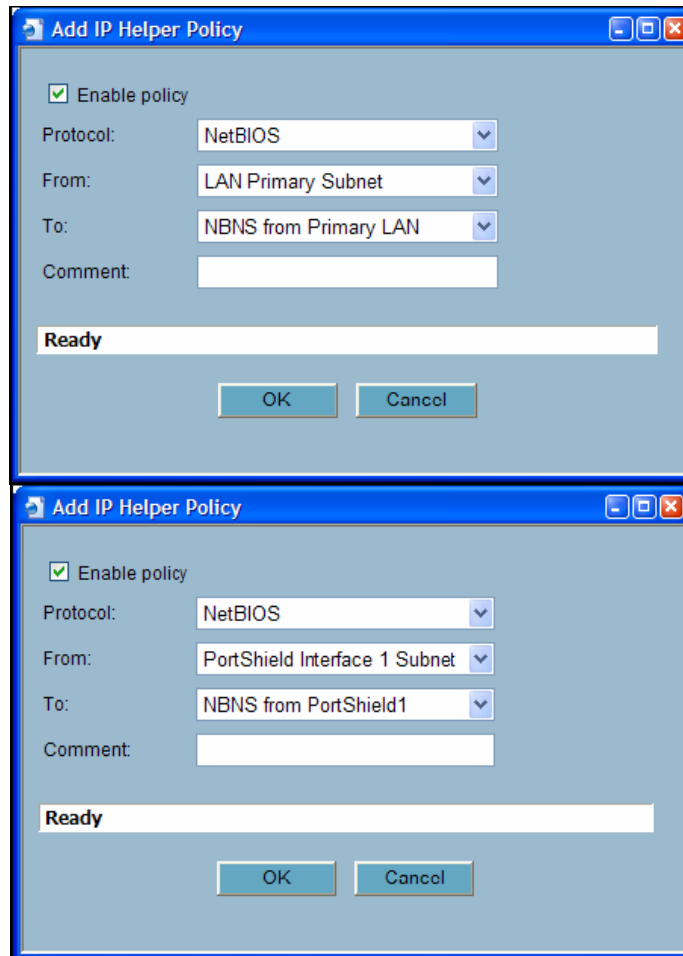 Add IP Helper Policy
Enable policy
Protocol: NetBIOS
From: LAN Primary Subnet
To: NBNS from Primary LAN
Comment:
Ready
OK Cancel
Add IP Helper Policy
Enable policy
Protocol: NetBIOS
From: PortShield Interface 1 Subnet
To: NBNS from PortShield1
Comment:
Ready
OK Cancel